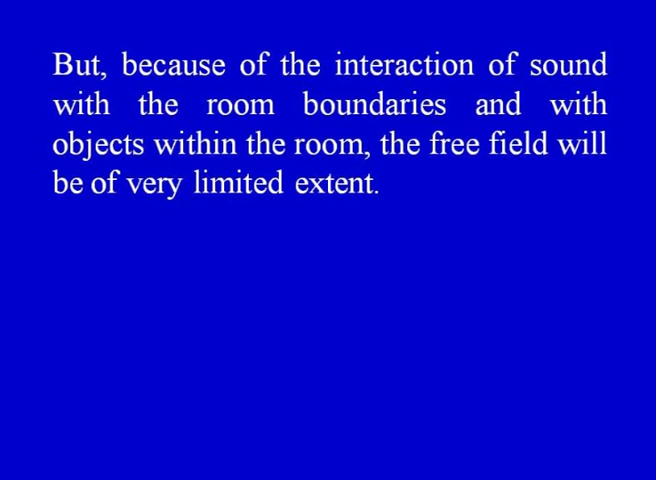 But, because of the interaction of sound
with the room boundaries and with
objects within the room, the free field will
be of very limited extent.